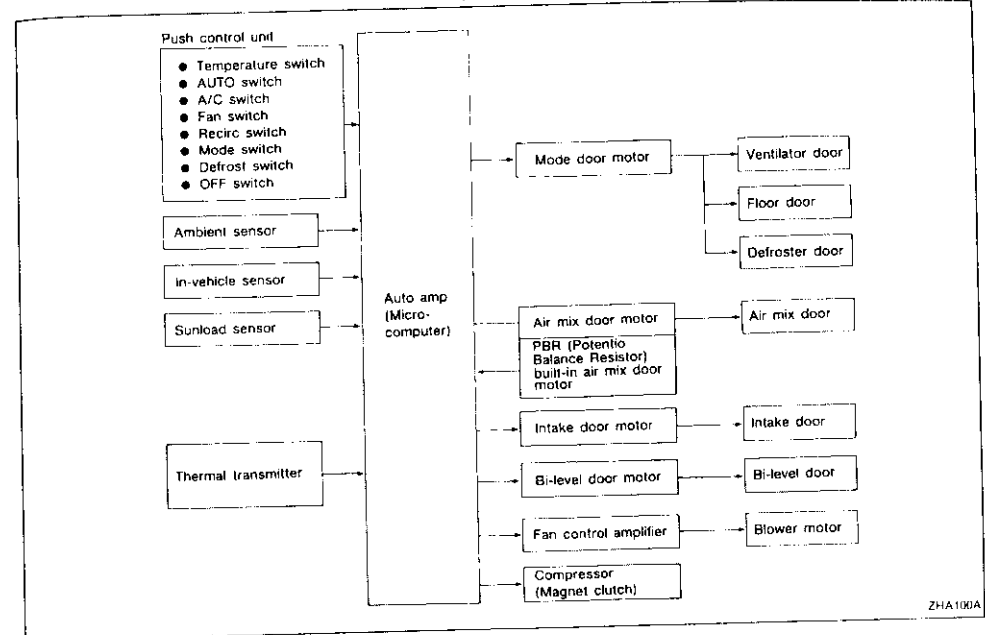 Push control unit
● Temperature switch
● AUTO switch
● A/C switch
● Fan switch
● Recirc switch
● Mode switch
● Defrost switch
● OFF switch
Ambient sensor
In-vehicle sensor
Sunload sensor
Thermal transmitter
Auto amp
(Micro-
computer)
Mode door motor
Ventilator door
Floor door
Defroster door
Air mix door motor
Air mix door
PBR (Potentio
Balance Resistor)
built-in air mix door
motor
Intake door motor
Intake door
Bi-level door motor
Bi-level door
Fan control amplifier
Blower motor
Compressor
(Magnet clutch)
ZHA100A